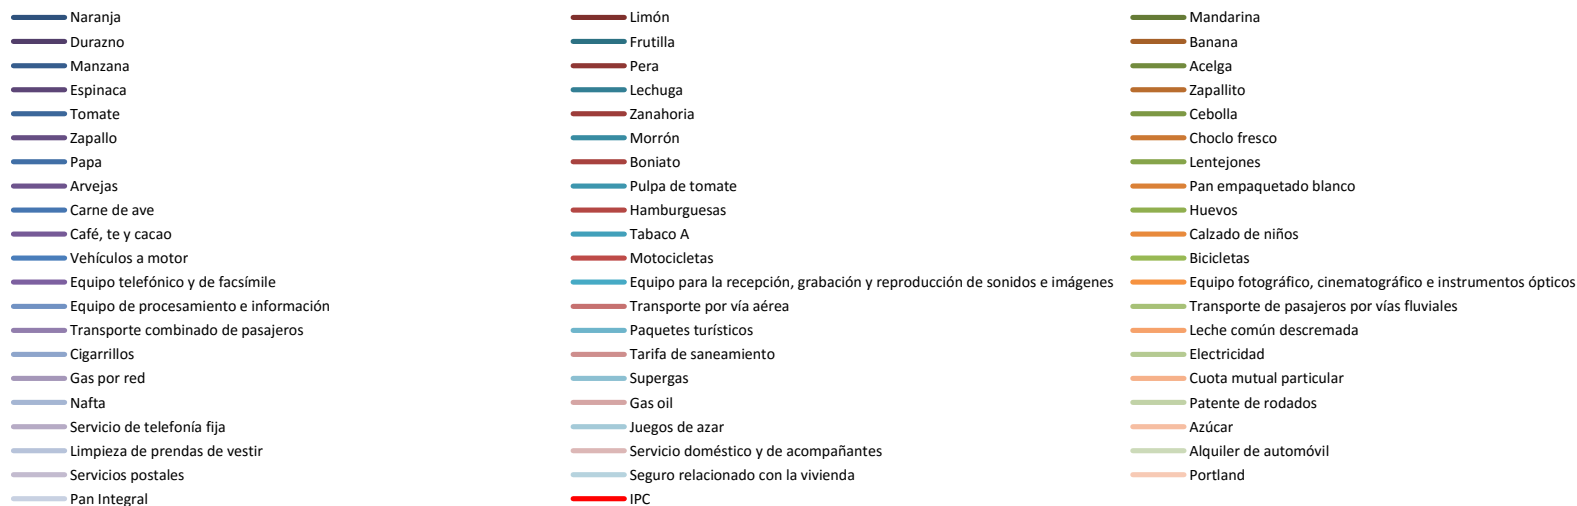 Naranja Limón Mandarina
Durazno Frutilla Banana
Manzana Pera Acelga
Espinaca Lechuga Zapallito
Tomate Zanahoria Cebolla
Zapallo Morrón Choclo fresco
Papa Boniato Lentejones
Arvejas Pulpa de tomate Pan empaquetado blanco
Carne de ave Hamburguesas Huevos
Café, te y cacao Tabaco A Calzado de niños
Vehículos a motor Motocicletas Bicicletas
Equipo telefónico y de facsímile Equipo para la recepción, grabación y reproducción de sonidos e imágenes Equipo fotográfico, cinematográfico e instrumentos ópticos
Equipo de procesamiento e información Transporte por vía aérea Transporte de pasajeros por vías fluviales
Transporte combinado de pasajeros Paquetes turísticos Leche común descremada
Cigarrillos Tarifa de saneamiento Electricidad
Gas por red Supergas Cuota mutual particular
Nafta Gas oil Patente de rodados
Servicio de telefonía fija Juegos de azar Azúcar
Limpieza de prendas de vestir Servicio doméstico y de acompañantes Alquiler de automóvil
Servicios postales Seguro relacionado con la vivienda Portland
Pan Integral IPC